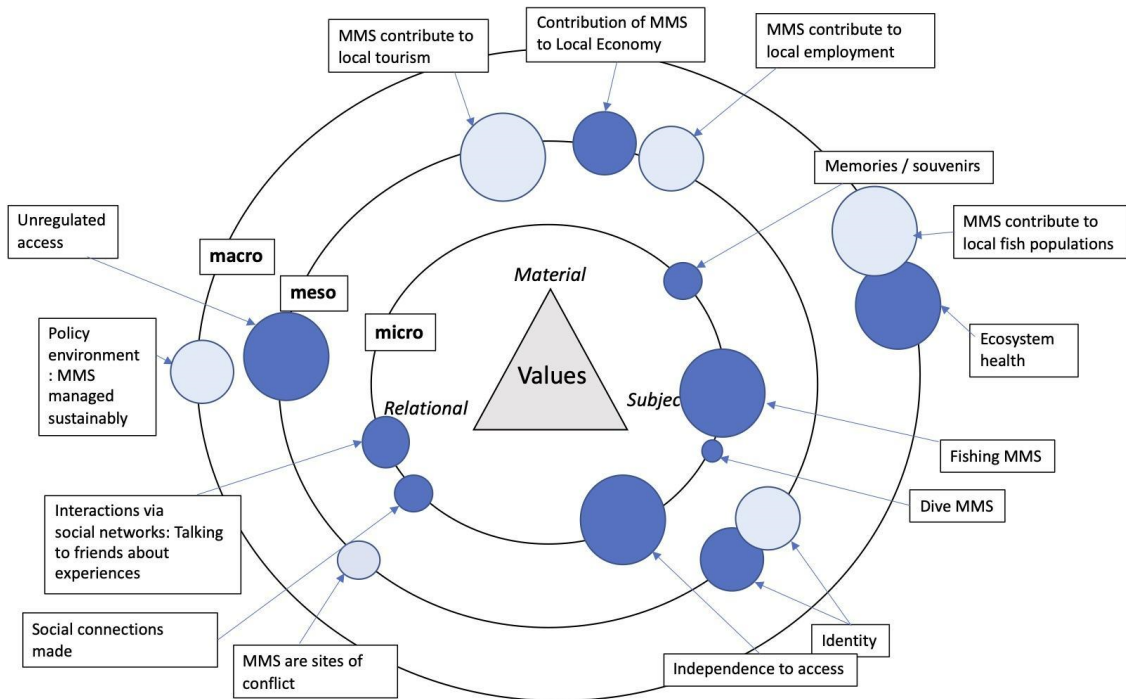 MMS contribute to
local tourism
Contribution of MMS
to Local Economy
MMS contribute to
local employment
Memories / souvenirs
Unregulated
access
MMS contribute to
local fish populations
macro
meso
micro
Material
Values
Relational
Subjec
Policy
environment
: MMS
managed
sustainably
Ecosystem
health
Fishing MMS
Dive MMS
Interactions via
social networks: Talking
to friends about
experiences
Social connections
made
MMS are sites of
conflict
Identity
Independence to access